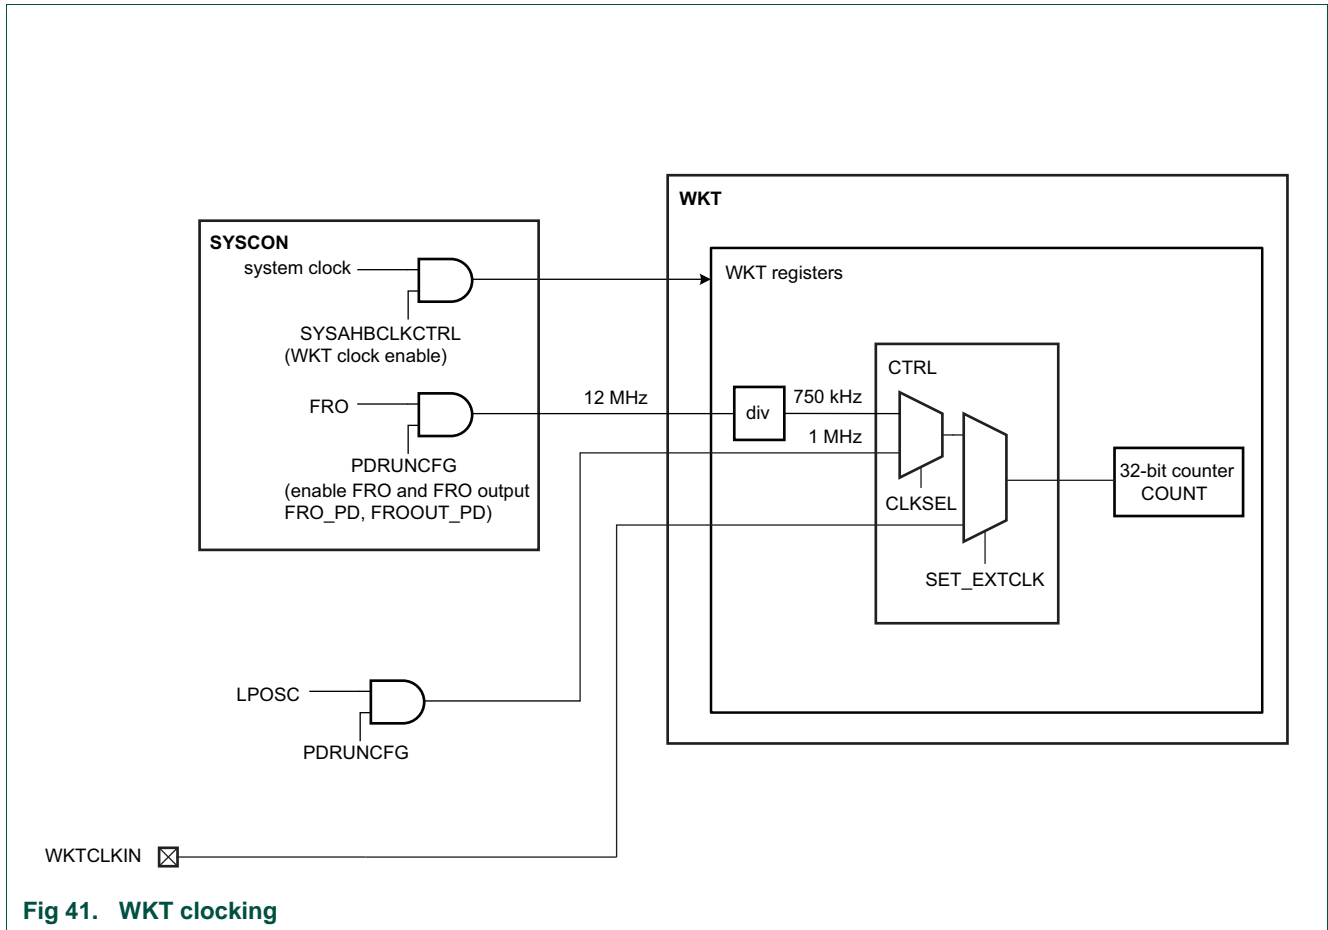 WKT
SYSCON
system clock
SYSAHBCLKCTRL
(WKT clock enable)
FRO
PDRUNCFG
(enable FRO and FRO output
FRO_PD, FROOUT_PD)
12 MHz
WKT registers
div
750 kHz
1 MHz
CTRL
CLKSEL
SET_EXTCLK
32-bit counter
COUNT
LPOSC
PDRUNCFG
WKTCLKIN
Fig 41. WKT clocking